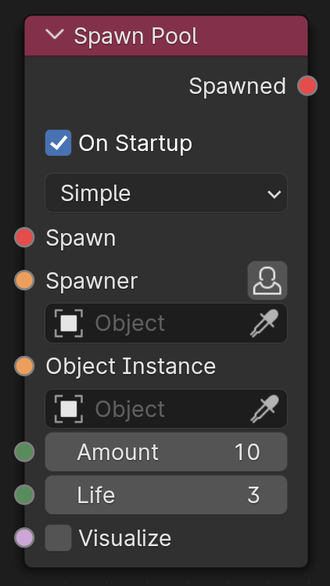 Spawn Pool
Spawned
On Startup
Simple
Spawn
Spawner
Object
Object Instance
Object
Amount 10
Life 3
Visualize